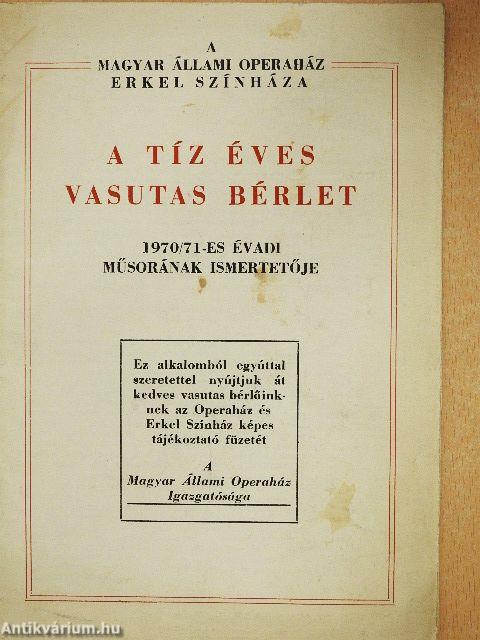 A
MAGYAR ÁLLAMI OPERAHÁZ
ERKEL SZÍNHÁZA
A TÍZ ÉVES
VASUTAS BÉRLET
1970/71-ES ÉVADI
MŰSORÁNAK ISMERTETŐJE
Ez alkalomból egyúttal
szeretettel nyújtjuk át
kedves vasutas bérlőink-
nek az Operaház és
Erkel Színház képes
tájékoztató füzetét
A
Magyar Állami Operaház
Igazgatósága
Antikvárium.hu